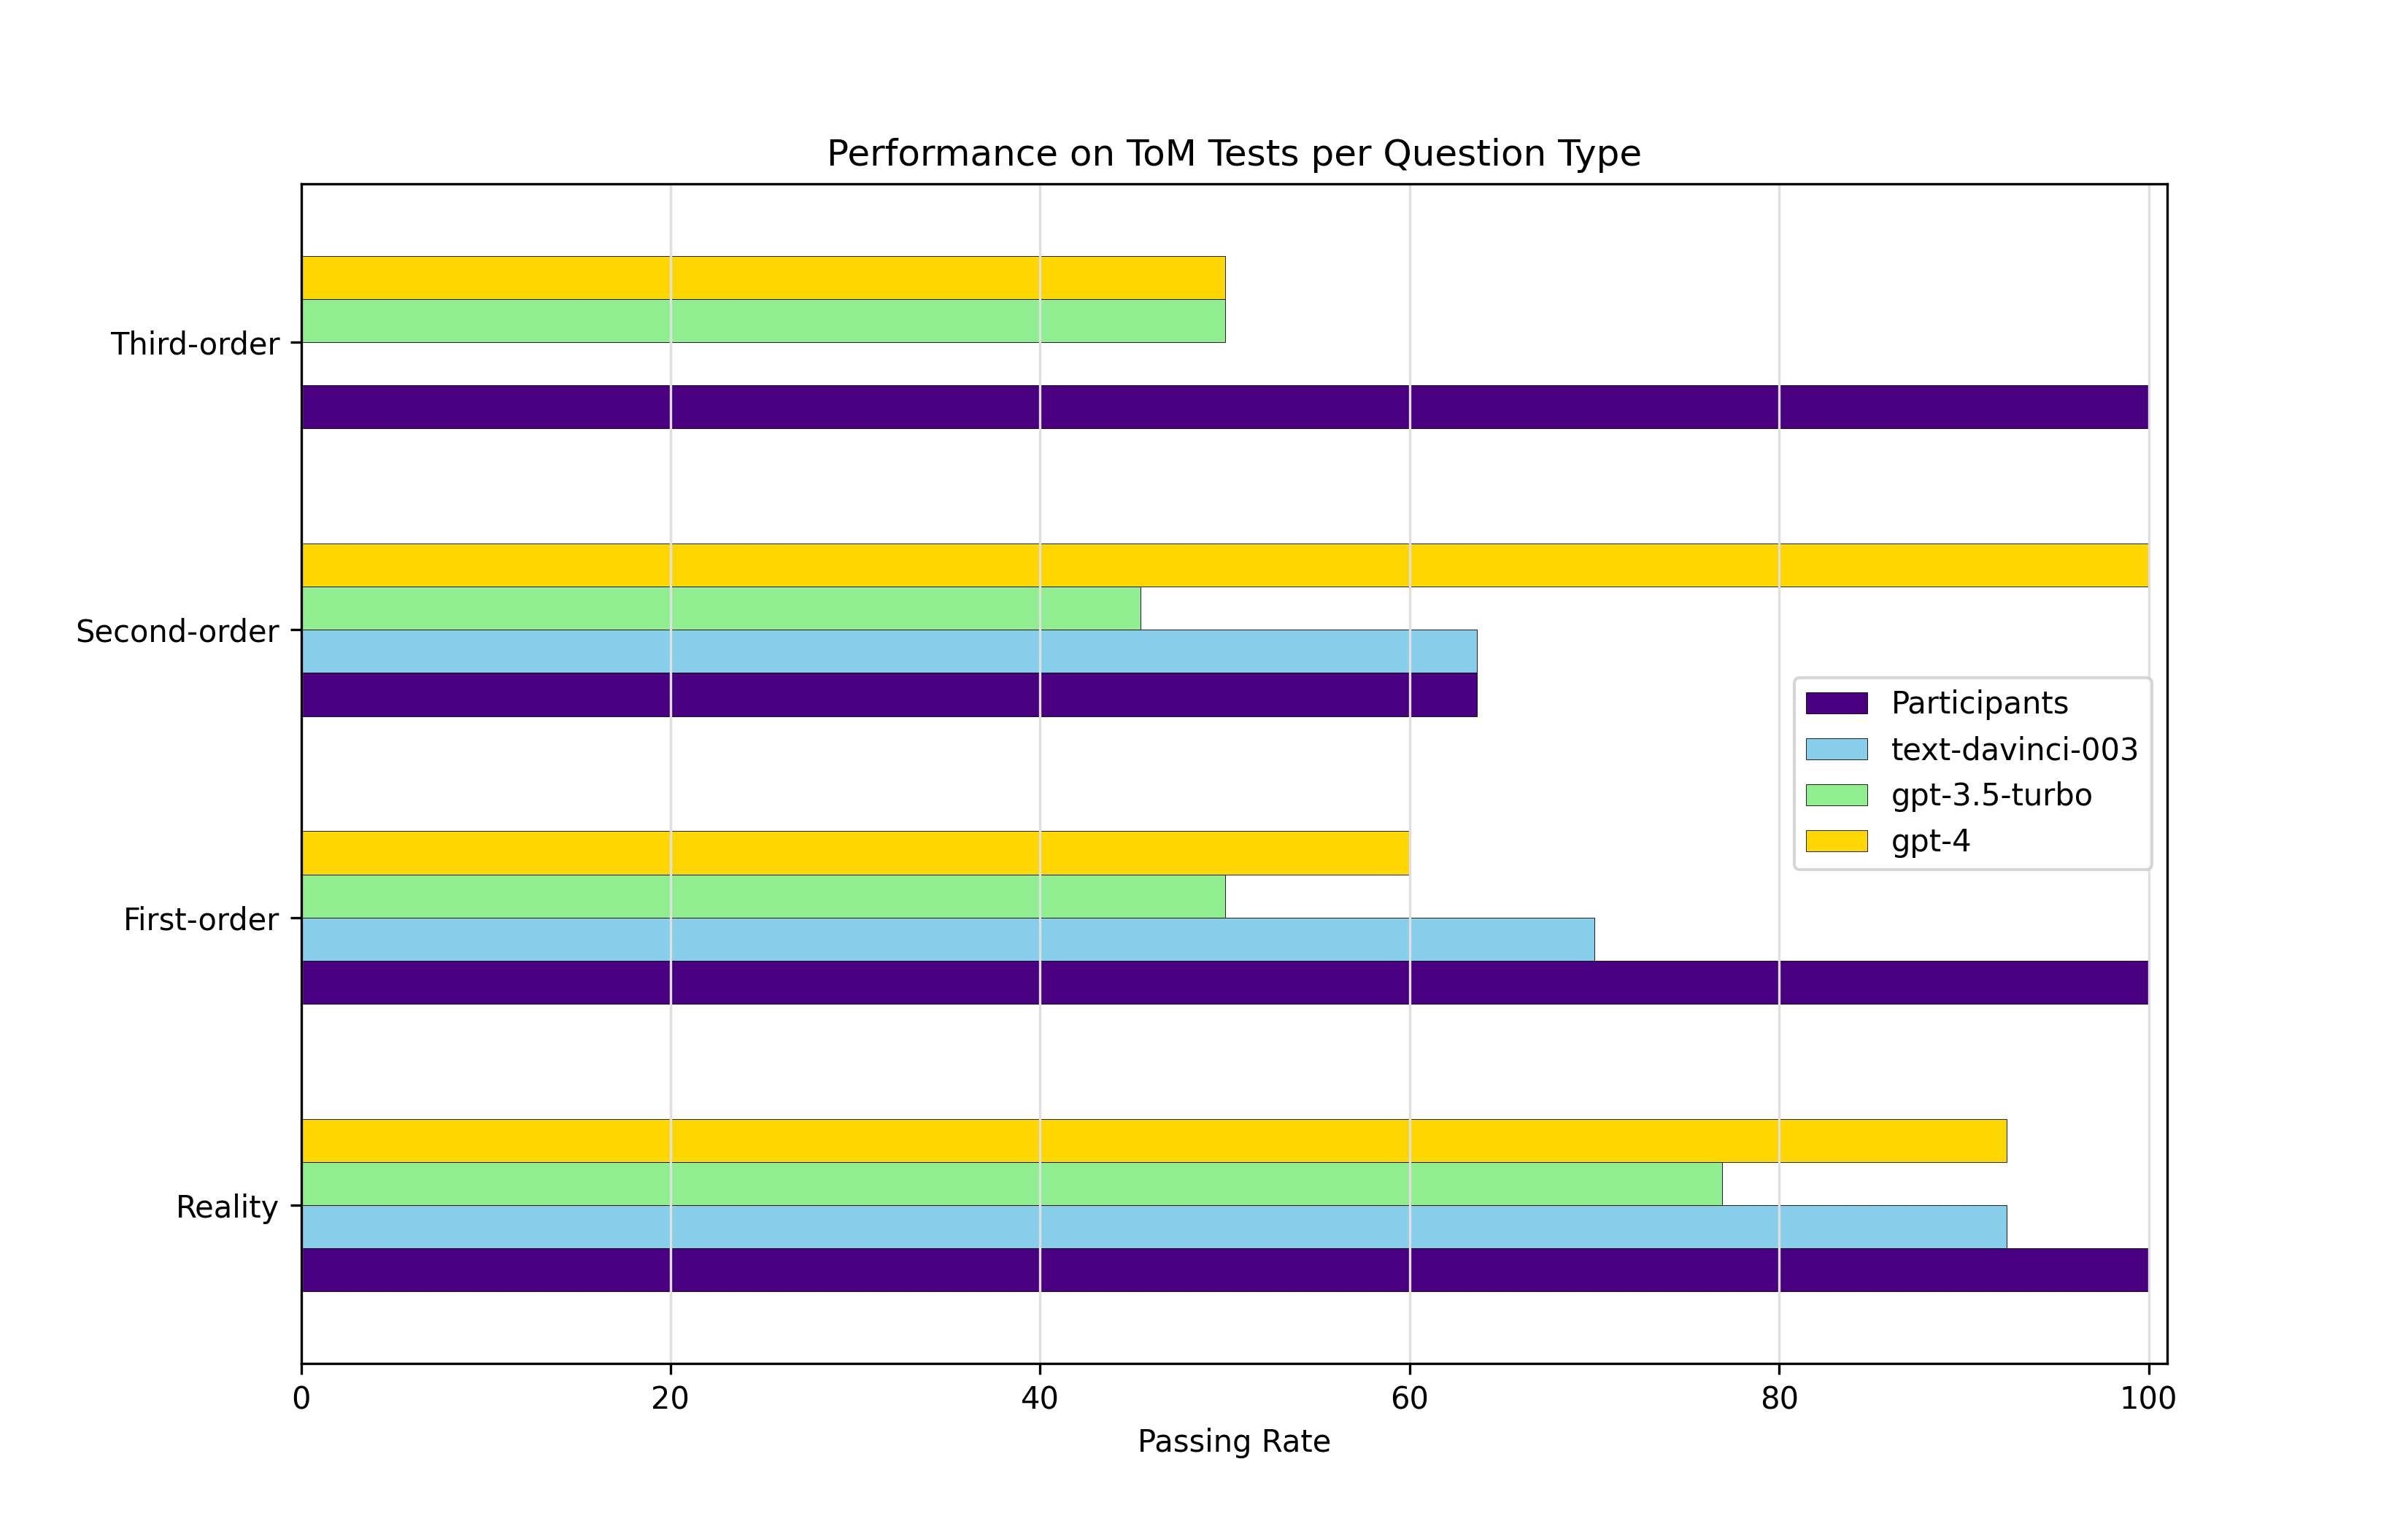 Performance on ToM Tests per Question Type
Third-order
Second-order
First-order
Reality
Participants
text-davinci-003
gpt-3.5-turbo
gpt-4
0 20 40 60 80 100
Passing Rate